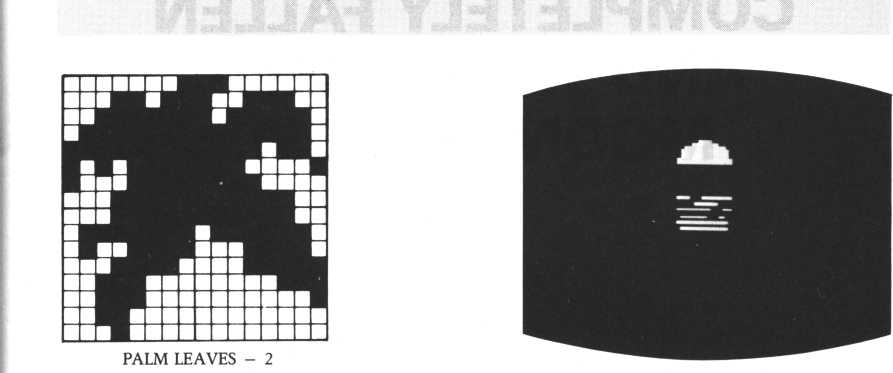 COMPLETELY FALLEN
PALM LEAVES – 2